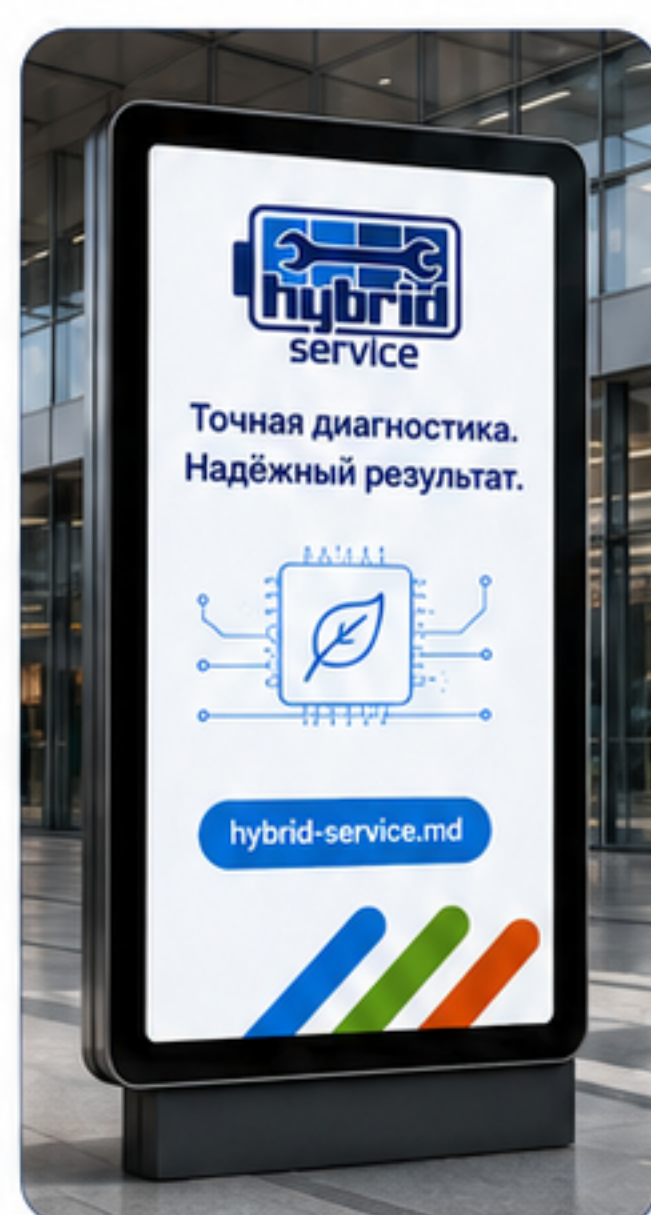 hybrid
service
Точная диагностика.
Надёжный результат.
hybrid-service.md